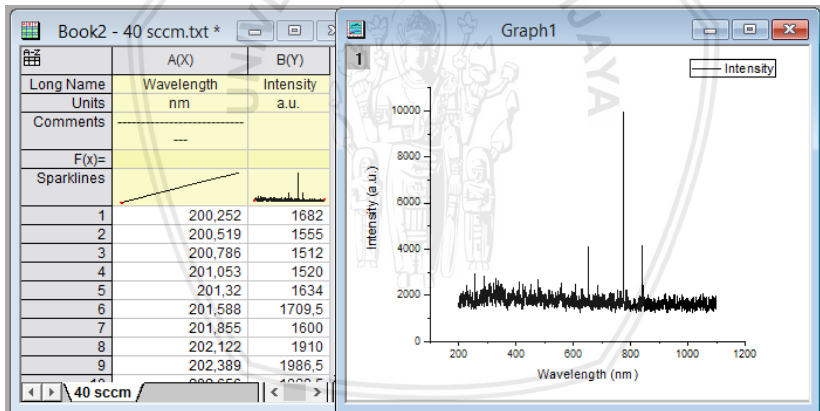 Book2 - 40 sccm.txt *
A(X) B(Y)
Long Name Wavelength Intensity
Units nm a.u.
Comments ---------------------------
---
F(x)=
Sparklines
1 200,252 1682
2 200,519 1555
3 200,786 1512
4 201,053 1520
5 201,32 1634
6 201,588 1709,5
7 201,855 1600
8 202,122 1910
9 202,389 1986,5
40 sccm
Graph1
1
Intensity
10000
8000
6000
4000
2000
0
Intensity (a.u.)
200 400 600 800 1000 1200
Wavelength (nm)